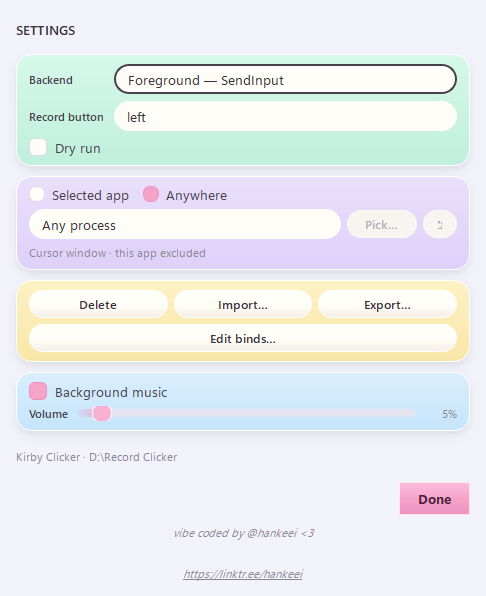 SETTINGS
Backend
Foreground — SendInput
Record button
left
Dry run
Selected app
Anywhere
Any process
Pick...
Cursor window · this app excluded
Delete
Import...
Export...
Edit binds...
Background music
Volume
5%
Kirby Clicker · D:\Record Clicker
Done
vibe coded by @hankeei <3
https://linktr.ee/hankeei